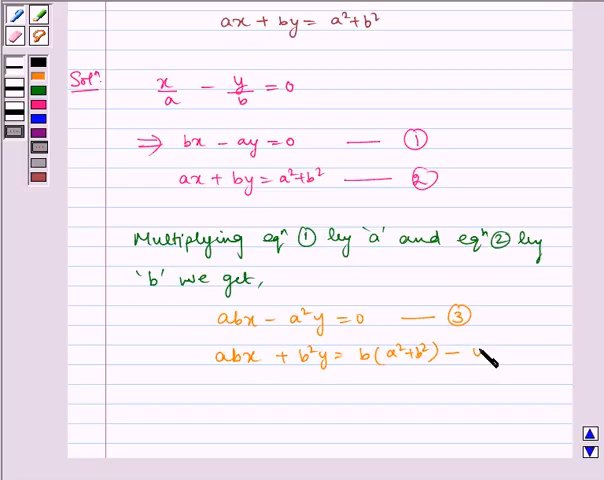 ax + by = a²+b²
Solⁿ.
x/a - y/b = 0
⇒ bx - ay = 0 —— ①
ax + by = a²+b² —— ②
Multiplying eqⁿ ① by 'a' and eqⁿ ② by
'b' we get,
abx - a²y = 0 —— ③
abx + b²y = b(a²+b²) -